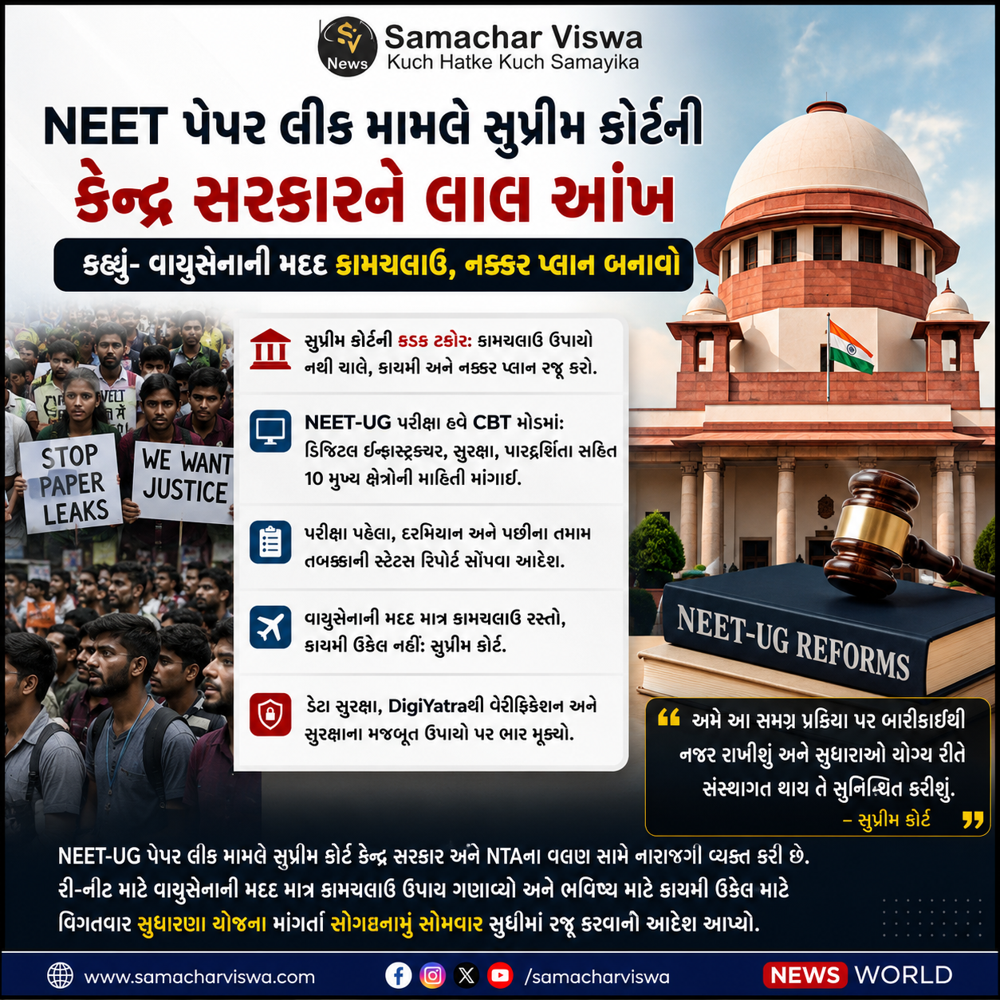 SV
News
Samachar Viswa
Kuch Hatke Kuch Samayika
NEET પેપર લીક મામલે સુપ્રીમ કોર્ટની
કેન્દ્ર સરકારને લાલ આંખ
કહ્યું- વાયુસેનાની મદદ કામચલાઉ, નક્કર પ્લાન બનાવો
સુપ્રીમ કોર્ટની કડક ટકોર: કામચલાઉ ઉપાયો
નથી ચાલે, કાયમી અને નક્કર પ્લાન રજૂ કરો.
NEET-UG પરીક્ષા હવે CBT મોડમાં:
ડિજિટલ ઈન્ફ્રાસ્ટ્રક્ચર, સુરક્ષા, પારદ્રર્શિતા સહિત
10 મુખ્ય ક્ષેત્રોની માહિતી માંગાઈ.
પરીક્ષા પહેલા, દરમિયાન અને પછીના તમામ
તબક્કાની સ્ટેટસ રિપોર્ટ સોંપવા આદેશ.
વાયુસેનાની મદદ માત્ર કામચલાઉ રસ્તો,
કાયમી ઉકેલ નહીં: સુપ્રીમ કોર્ટ.
ડેટા સુરક્ષા, DigiYatraથી વેરીફિકેશન અને
સુરક્ષાના મજબૂત ઉપાયો પર ભાર મૂક્યો.
STOP
PAPER
LEAKS
WE WANT
JUSTICE
NEET-UG REFORMS
“ અમે આ સમગ્ર પ્રક્રિયા પર બારીકાઈથી
નજર રાખીશું અને સુધારાઓ યોગ્ય રીતે
સંસ્થાગત થાય તે સુનિશ્ચિત કરીશું.
– સુપ્રીમ કોર્ટ ”
NEET-UG પેપર લીક મામલે સુપ્રીમ કોર્ટ કેન્દ્ર સરકાર અને NTAના વલણ સામે નારાજગી વ્યક્ત કરી છે.
રી-નીટ માટે વાયુસેનાની મદદ માત્ર કામચલાઉ ઉપાય ગણાવ્યો અને ભવિષ્ય માટે કાયમી ઉકેલ માટે
વિગતવાર સુધારણા યોજના માંગતા સોમવાર સુધીમાં રજૂ કરવાનો આદેશ આપ્યો.
www.samacharviswa.com
/samacharviswa
NEWS WORLD